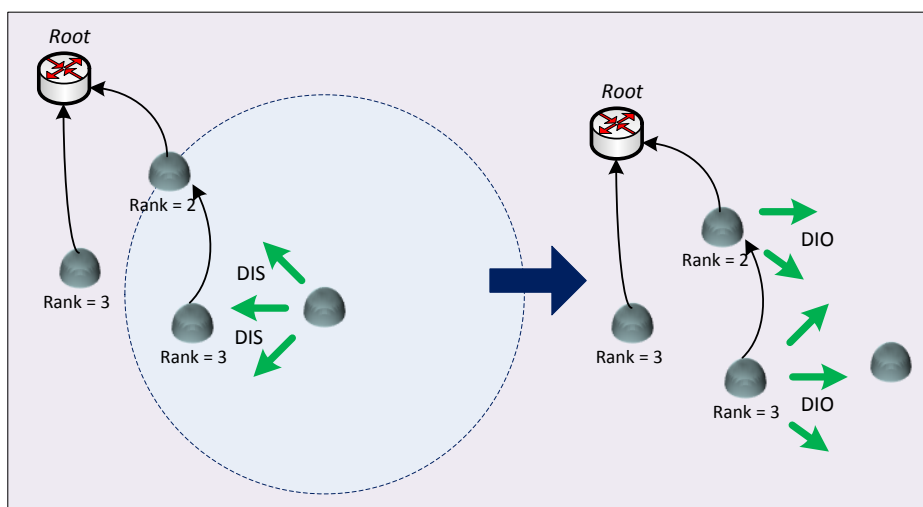 Root
Rank = 2
Rank = 3
DIS
DIS
Rank = 3
Root
Rank = 2
DIO
Rank = 3
DIO
Rank = 3